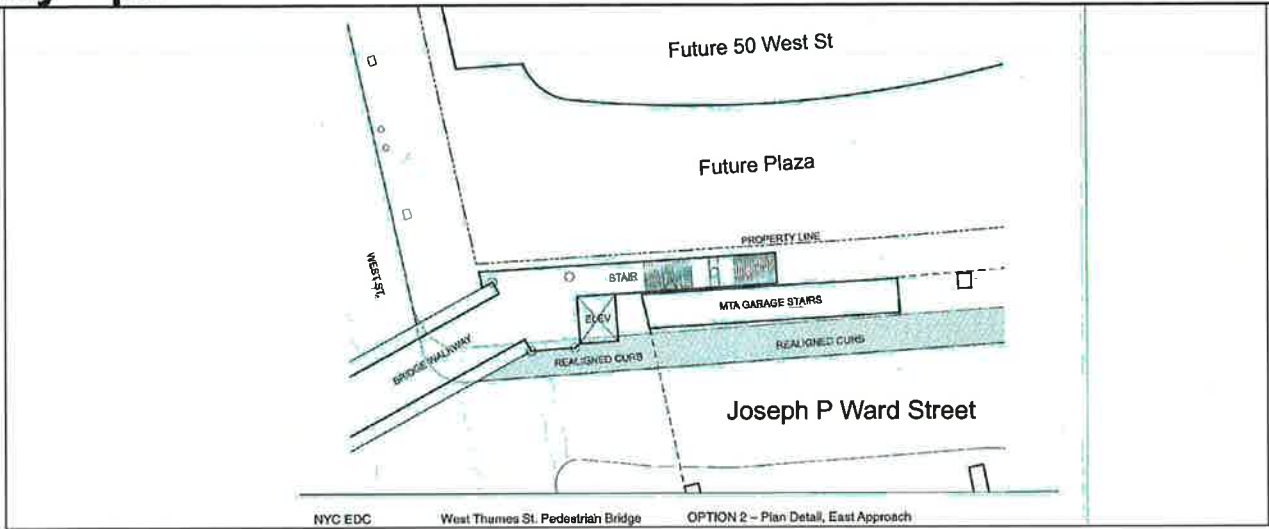 Future 50 West St
Future Plaza
PROPERTY LINE
WEST ST.
STAIR
MTA GARAGE STAIRS
ELEV
BRIDGE WALKWAY
REALIGNED CURB
REALIGNED CURB
Joseph P Ward Street
NYC EDC West Thames St. Pedestrian Bridge OPTION 2 – Plan Detail, East Approach